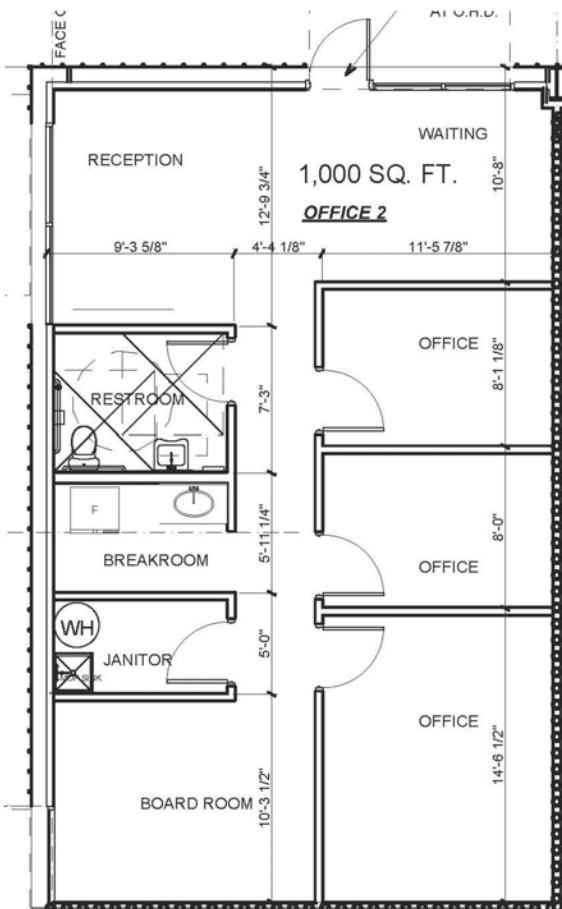 AT O.H.D.
FACE O
RECEPTION
WAITING
1,000 SQ. FT.
OFFICE 2
12'-9 3/4"
10'-8"
9'-3 5/8"
4'-4 1/8"
11'-5 7/8"
OFFICE
8'-1 1/8"
RESTROOM
7'-3"
F
BREAKROOM
5'-11 1/4"
8'-0"
OFFICE
WH
JANITOR
5'-0"
OFFICE
14'-6 1/2"
BOARD ROOM
10'-3 1/2"